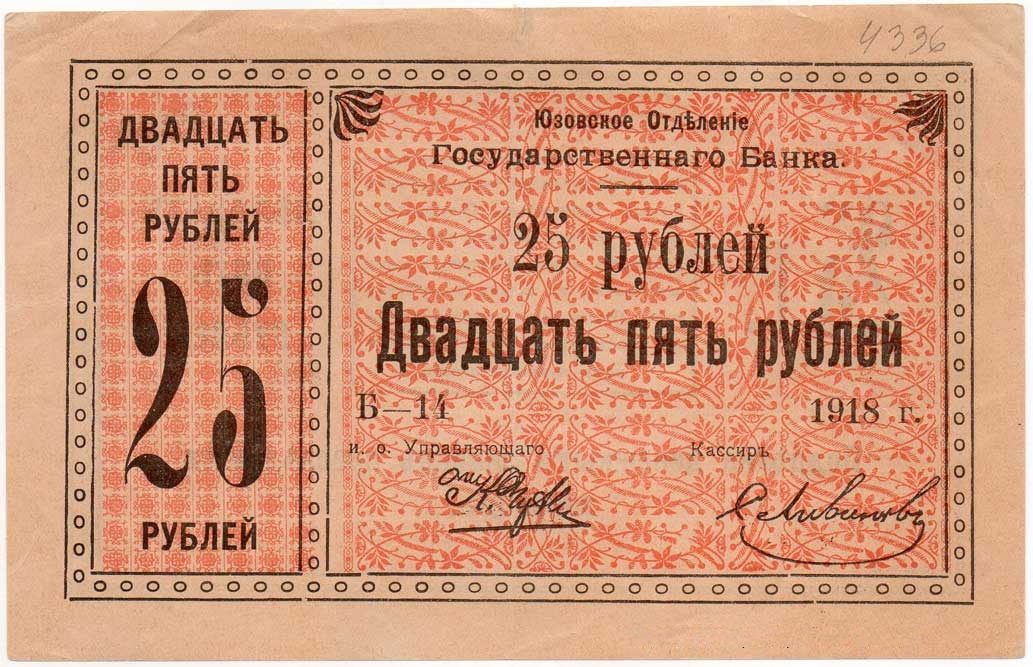 4336
ДВАДЦАТЬ
ПЯТЬ
РУБЛЕЙ
25
РУБЛЕЙ
Юзовское Отдѣленіе
Государственнаго Банка.
25 рублей
Двадцать пять рублей
Б—14 1918 г.
и. о. Управляющаго Кассиръ